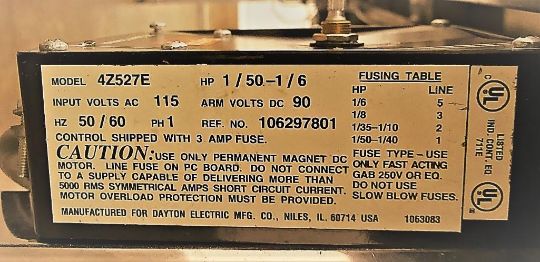 MODEL 4Z527E HP 1/50-1/6
INPUT VOLTS AC 115 ARM VOLTS DC 90
HZ 50/60 PH 1 REF. NO. 106297801
CONTROL SHIPPED WITH 3 AMP FUSE.
CAUTION: USE ONLY PERMANENT MAGNET DC
MOTOR. LINE FUSE ON PC BOARD. DO NOT CONNECT
TO A SUPPLY CAPABLE OF DELIVERING MORE THAN
5000 RMS SYMMETRICAL AMPS SHORT CIRCUIT CURRENT.
MOTOR OVERLOAD PROTECTION MUST BE PROVIDED.
MANUFACTURED FOR DAYTON ELECTRIC MFG. CO., NILES, IL. 60714 USA 1063083
FUSING TABLE
HP LINE
1/6 5
1/8 3
1/35-1/10 2
1/50-1/40 1
FUSE TYPE - USE
ONLY FAST ACTING
GAB 250V OR EQ.
DO NOT USE
SLOW BLOW FUSES.
UL
LISTED
IND. CONT. EQ.
711E
UL